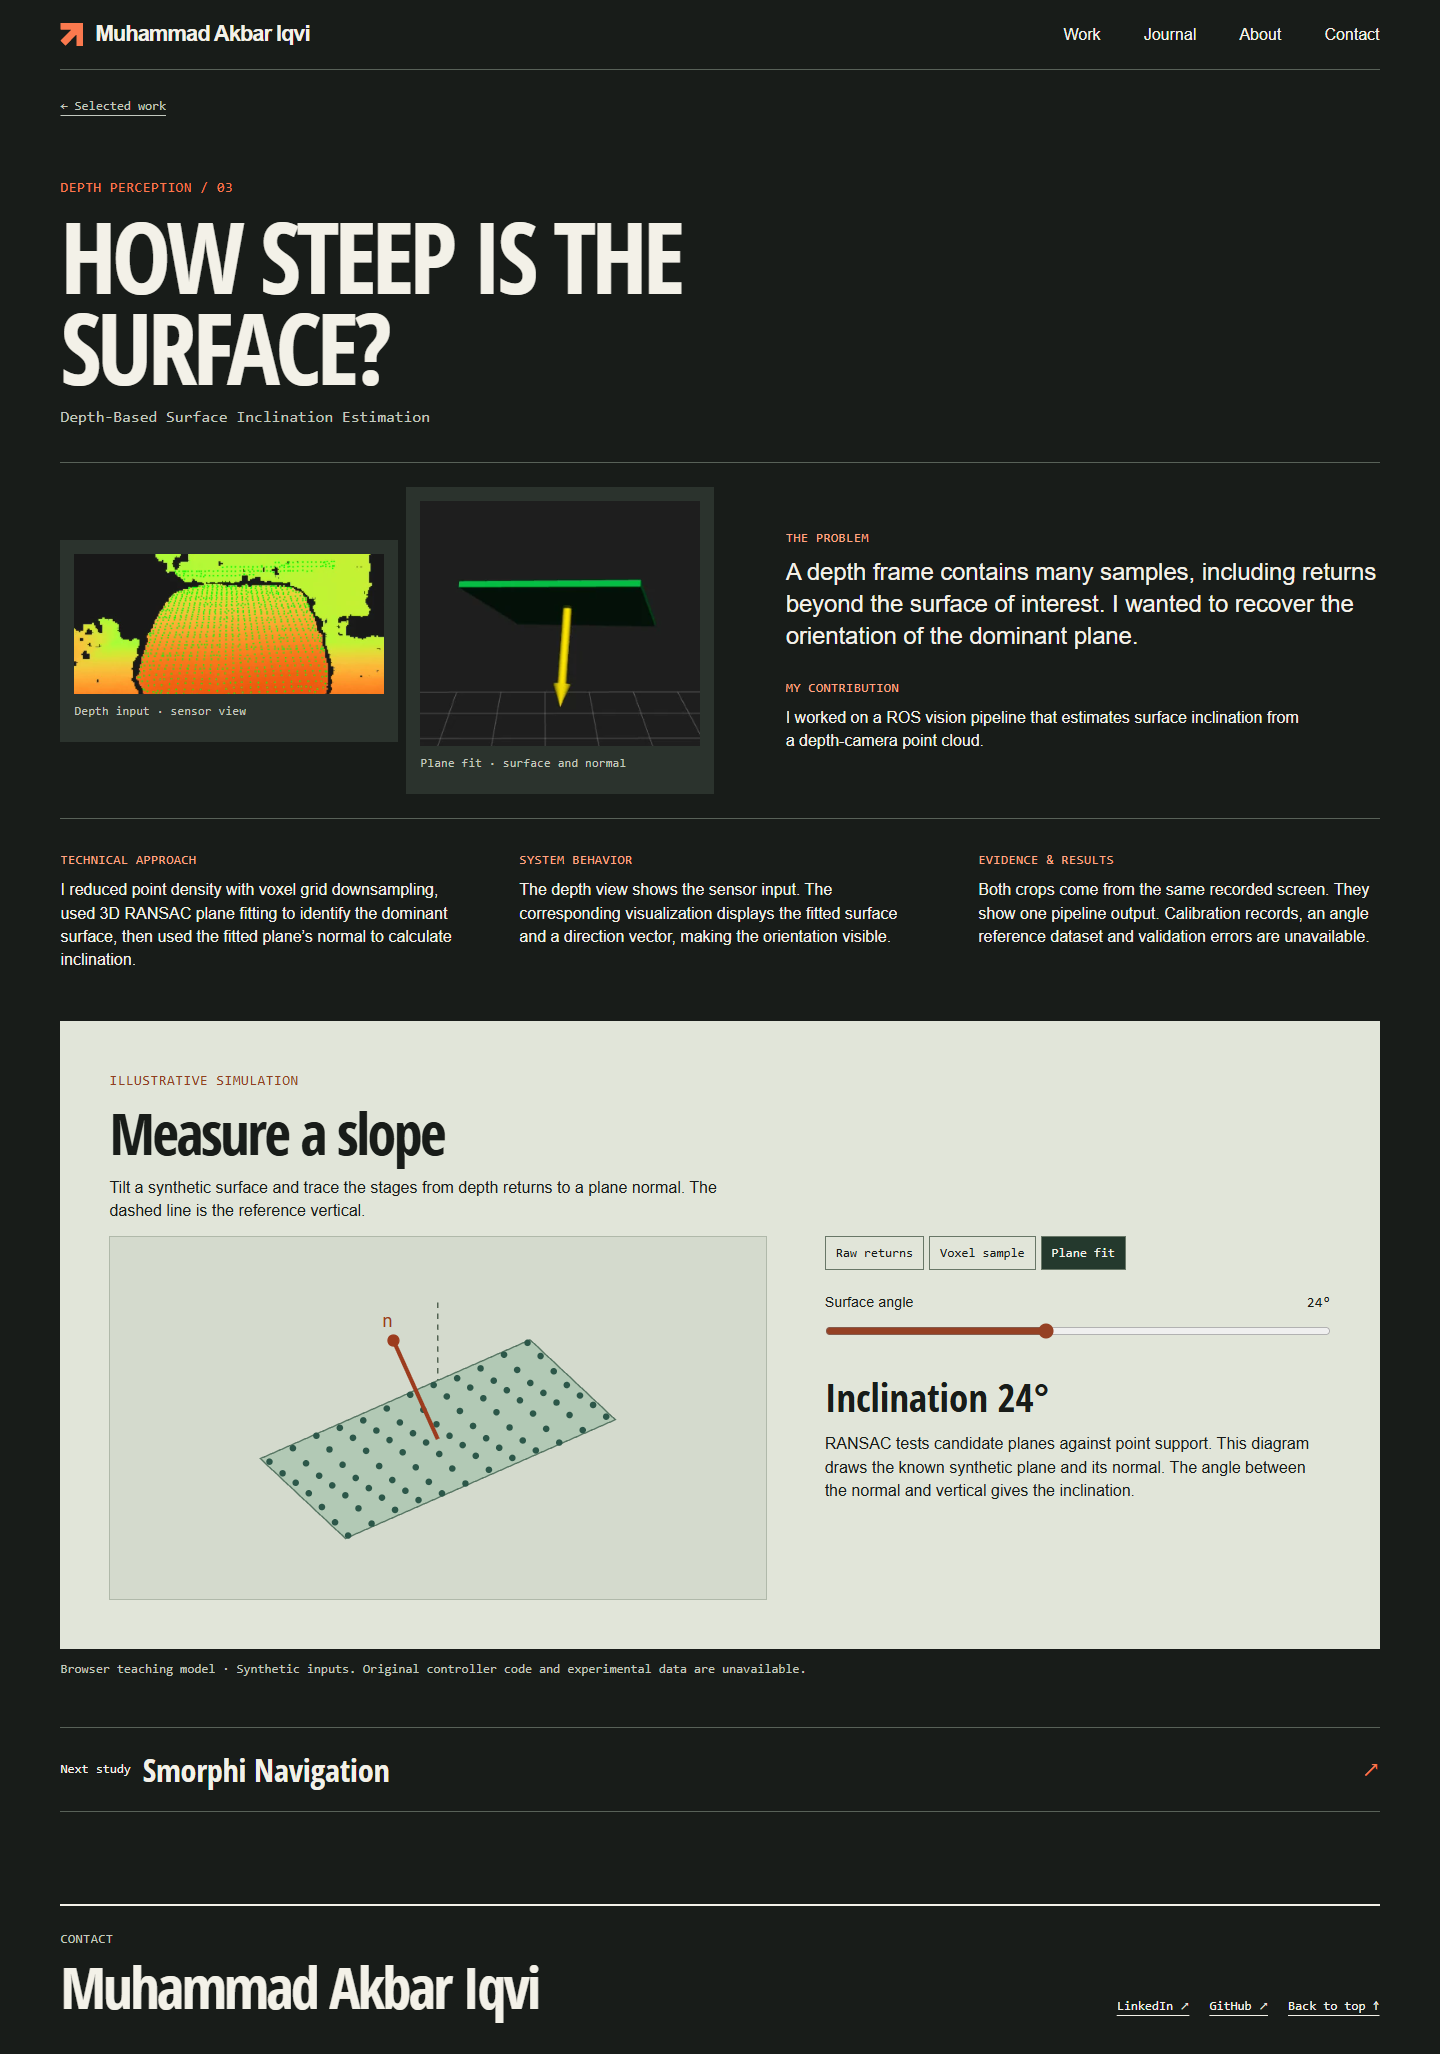 Muhammad Akbar Iqvi
Work Journal About Contact
← Selected work
DEPTH PERCEPTION / 03
HOW STEEP IS THE
SURFACE?
Depth-Based Surface Inclination Estimation
Depth input · sensor view
Plane fit · surface and normal
THE PROBLEM
A depth frame contains many samples, including returns
beyond the surface of interest. I wanted to recover the
orientation of the dominant plane.
MY CONTRIBUTION
I worked on a ROS vision pipeline that estimates surface inclination from
a depth-camera point cloud.
TECHNICAL APPROACH
I reduced point density with voxel grid downsampling,
used 3D RANSAC plane fitting to identify the dominant
surface, then used the fitted plane’s normal to calculate
inclination.
SYSTEM BEHAVIOR
The depth view shows the sensor input. The
corresponding visualization displays the fitted surface
and a direction vector, making the orientation visible.
EVIDENCE & RESULTS
Both crops come from the same recorded screen. They
show one pipeline output. Calibration records, an angle
reference dataset and validation errors are unavailable.
ILLUSTRATIVE SIMULATION
Measure a slope
Tilt a synthetic surface and trace the stages from depth returns to a plane normal. The
dashed line is the reference vertical.
n
Raw returns Voxel sample Plane fit
Surface angle 24°
Inclination 24°
RANSAC tests candidate planes against point support. This diagram
draws the known synthetic plane and its normal. The angle between
the normal and vertical gives the inclination.
Browser teaching model · Synthetic inputs. Original controller code and experimental data are unavailable.
Next study Smorphi Navigation ↗
CONTACT
Muhammad Akbar Iqvi
LinkedIn ↗ GitHub ↗ Back to top ↑